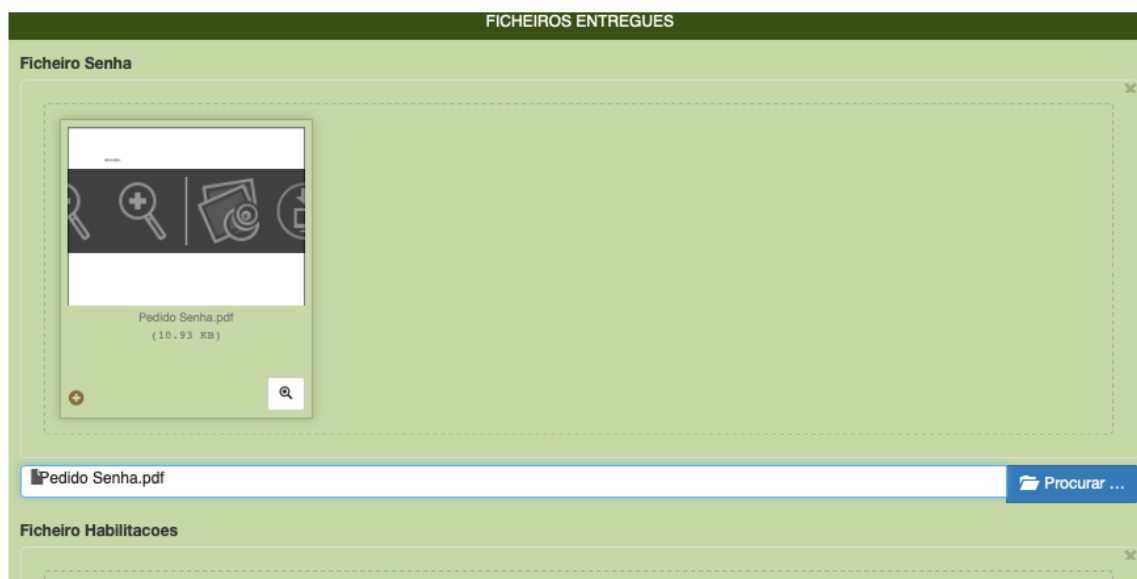 FICHEIROS ENTREGUES
Ficheiro Senha
Pedido Senha.pdf
(10.93 KB)
Pedido Senha.pdf
Procurar ...
Ficheiro Habilitacoes